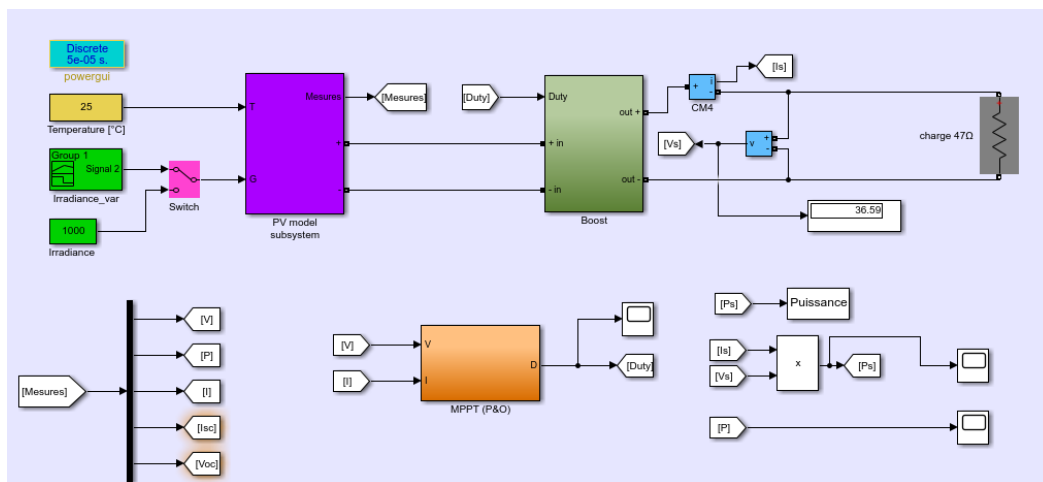 Discrete
5e-05 s.
powergui
25
Temperature [°C]
Group 1
Signal 2
Irradiance_var
1000
Irradiance
Switch
T
G
Mesures
+
-
PV model
subsystem
[Mesures]
[Duty]
Duty
+ in
- in
out +
out -
Boost
+
i
-
CM4
[Is]
[Vs]
v
+
-
+
charge 47Ω
36.59
[Mesures]
[V]
[P]
[I]
[Isc]
[Voc]
[V]
[I]
V
I
D
MPPT (P&O)
[Duty]
[Ps]
Puissance
[Is]
[Vs]
x
[Ps]
[P]